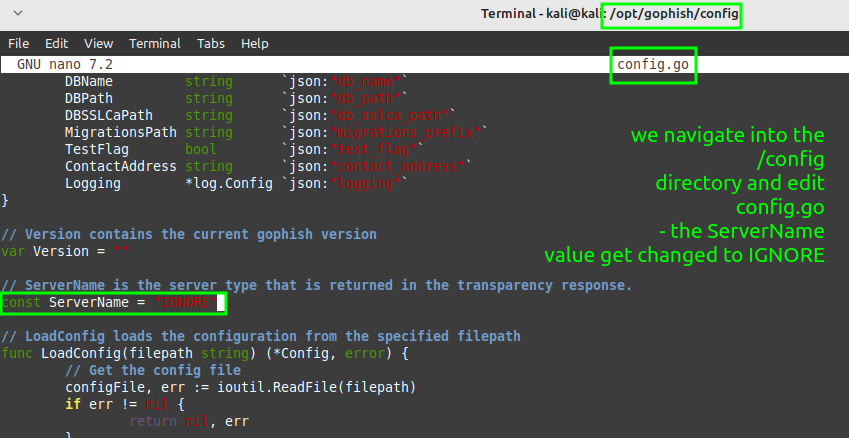 Terminal - kali@kali: /opt/gophish/config
File Edit View Terminal Tabs Help
GNU nano 7.2 config.go
DBName string `json:"db_name"`
DBPath string `json:"db_path"`
DBSSLCaPath string `json:"db_sslca_path"`
MigrationsPath string `json:"migrations_prefix"`
TestFlag bool `json:"test_flag"`
ContactAddress string `json:"contact_address"`
Logging *log.Config `json:"logging"`
}
we navigate into the
/config
directory and edit
config.go
- the ServerName
value get changed to IGNORE
// Version contains the current gophish version
var Version = ""
// ServerName is the server type that is returned in the transparency response.
const ServerName = "IGNORE"
// LoadConfig loads the configuration from the specified filepath
func LoadConfig(filepath string) (*Config, error) {
// Get the config file
configFile, err := ioutil.ReadFile(filepath)
if err != nil {
return nil, err
}